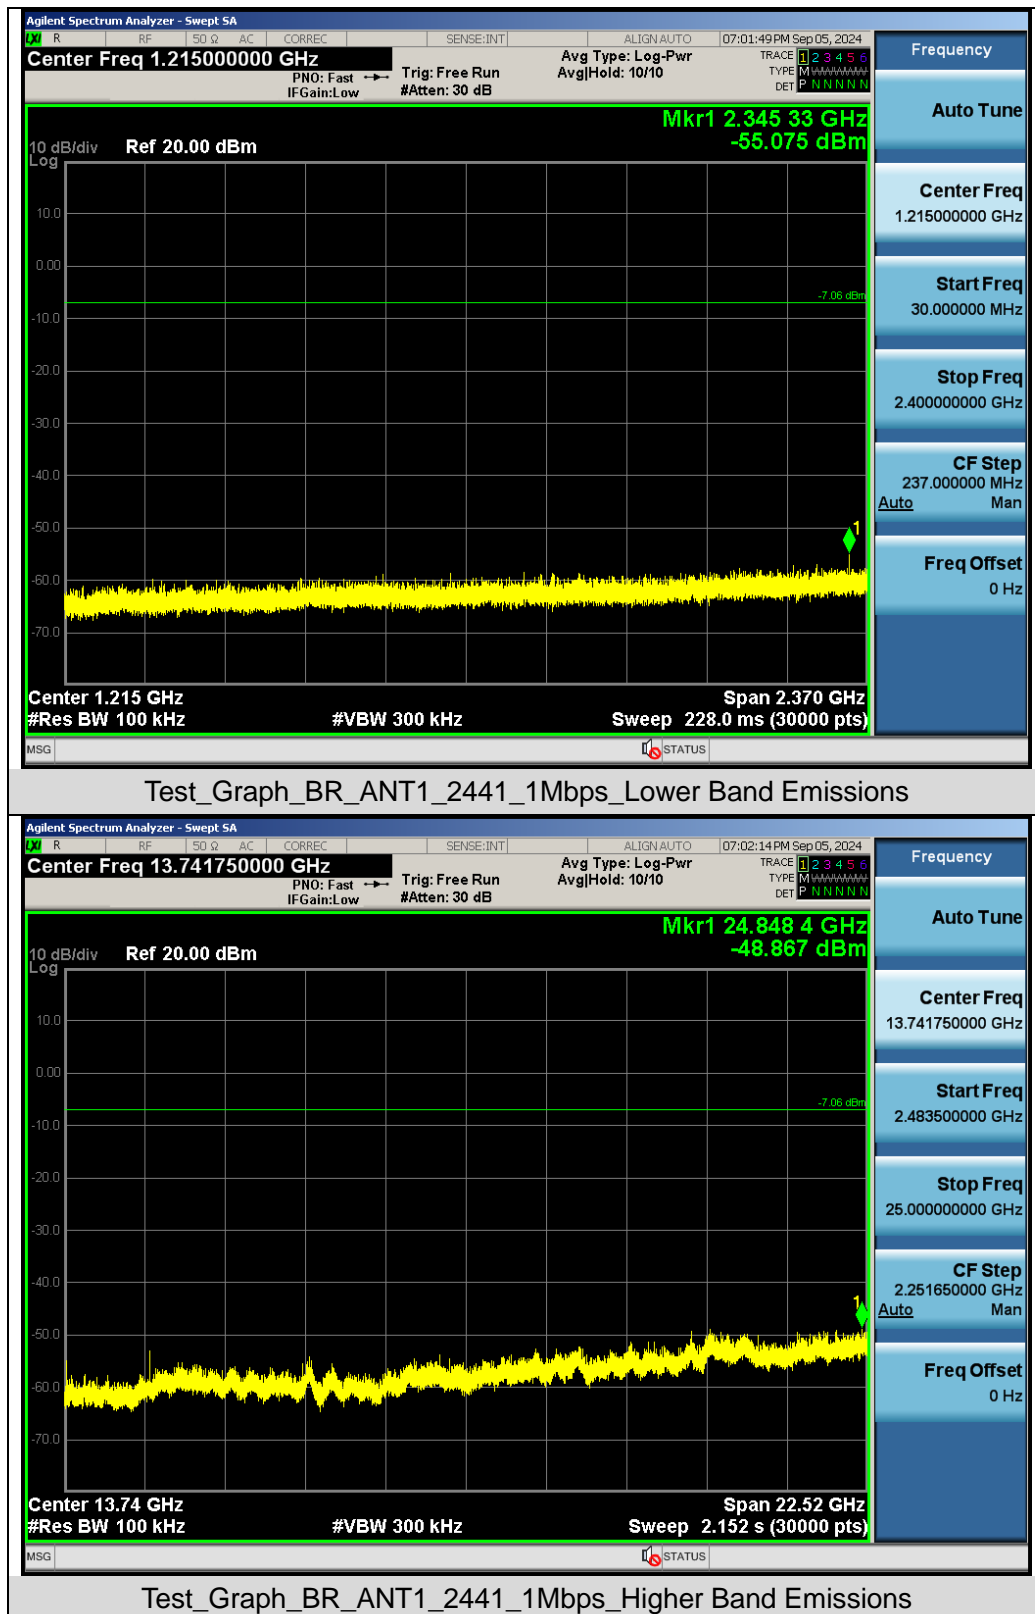 Agilent Spectrum Analyzer - Swept SA
LXI R RF 50 Ω AC CORREC SENSE:INT ALIGN AUTO 07:01:49 PM Sep 05, 2024
Center Freq 1.215000000 GHz
PNO: Fast
IFGain:Low
Trig: Free Run
#Atten: 30 dB
Avg Type: Log-Pwr
Avg|Hold: 10/10
TRACE 1 2 3 4 5 6
TYPE M
DET P N N N N N
Mkr1 2.345 33 GHz
-55.075 dBm
10 dB/div Ref 20.00 dBm
Log
10.0
0.00
-7.06 dBm
-10.0
-20.0
-30.0
-40.0
-50.0
1
-60.0
-70.0
Center 1.215 GHz Span 2.370 GHz
#Res BW 100 kHz #VBW 300 kHz Sweep 228.0 ms (30000 pts)
MSG STATUS
Frequency
Auto Tune
Center Freq
1.215000000 GHz
Start Freq
30.000000 MHz
Stop Freq
2.400000000 GHz
CF Step
237.000000 MHz
Auto Man
Freq Offset
0 Hz
Test_Graph_BR_ANT1_2441_1Mbps_Lower Band Emissions
Agilent Spectrum Analyzer - Swept SA
LXI R RF 50 Ω AC CORREC SENSE:INT ALIGN AUTO 07:02:14 PM Sep 05, 2024
Center Freq 13.741750000 GHz
PNO: Fast
IFGain:Low
Trig: Free Run
#Atten: 30 dB
Avg Type: Log-Pwr
Avg|Hold: 10/10
TRACE 1 2 3 4 5 6
TYPE M
DET P N N N N N
Mkr1 24.848 4 GHz
-48.867 dBm
10 dB/div Ref 20.00 dBm
Log
10.0
0.00
-7.06 dBm
-10.0
-20.0
-30.0
-40.0
1
-50.0
-60.0
-70.0
Center 13.74 GHz Span 22.52 GHz
#Res BW 100 kHz #VBW 300 kHz Sweep 2.152 s (30000 pts)
MSG STATUS
Frequency
Auto Tune
Center Freq
13.741750000 GHz
Start Freq
2.483500000 GHz
Stop Freq
25.000000000 GHz
CF Step
2.251650000 GHz
Auto Man
Freq Offset
0 Hz
Test_Graph_BR_ANT1_2441_1Mbps_Higher Band Emissions